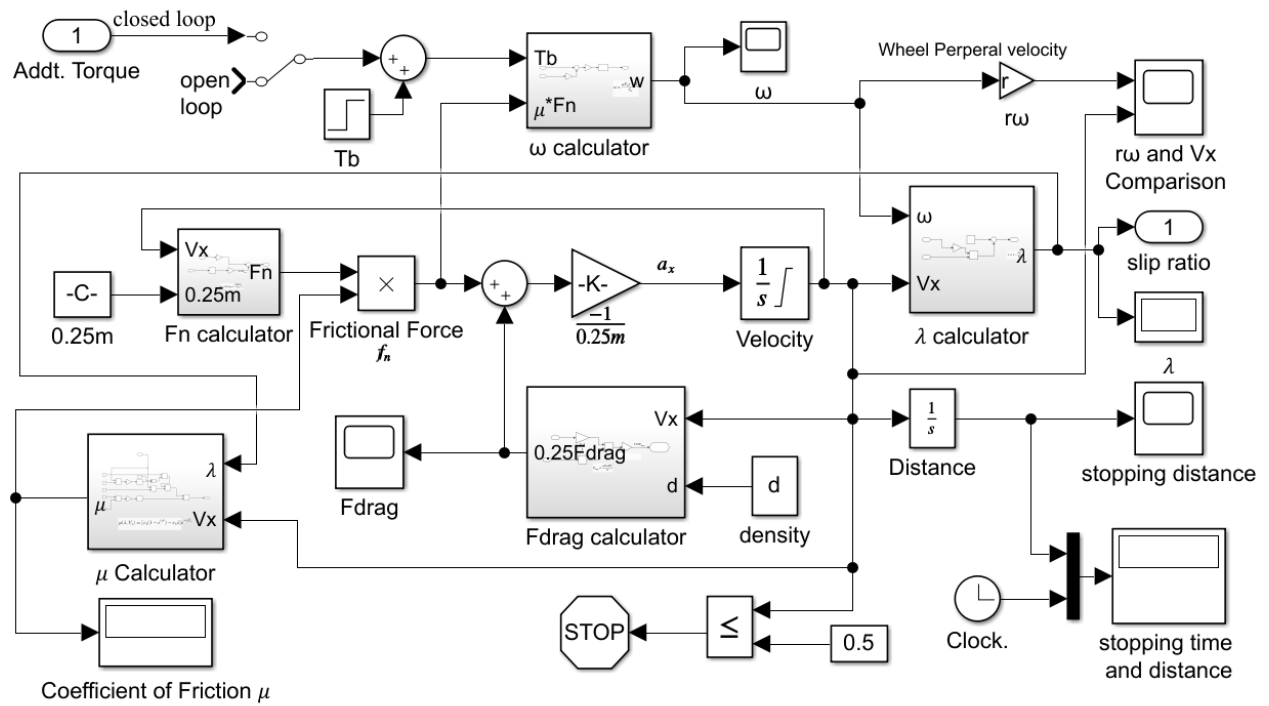 closed loop
1
Addt. Torque
open
loop
Tb
Tb
μ*Fn
w
ω calculator
ω
Wheel Perperal velocity
r
rω
rω and Vx
Comparison
Vx
Fn
0.25m
Fn calculator
-C-
0.25m
×
Frictional Force
fₙ
+
+
+
+
-K-
-1
0.25m
aₓ
1
s
Velocity
ω
λ
Vx
λ calculator
1
slip ratio
λ
λ
μ
Vx
μ Calculator
Coefficient of Friction μ
Fdrag
Vx
0.25Fdrag
d
Fdrag calculator
d
density
1
s
Distance
stopping distance
STOP
≤
0.5
Clock.
stopping time
and distance